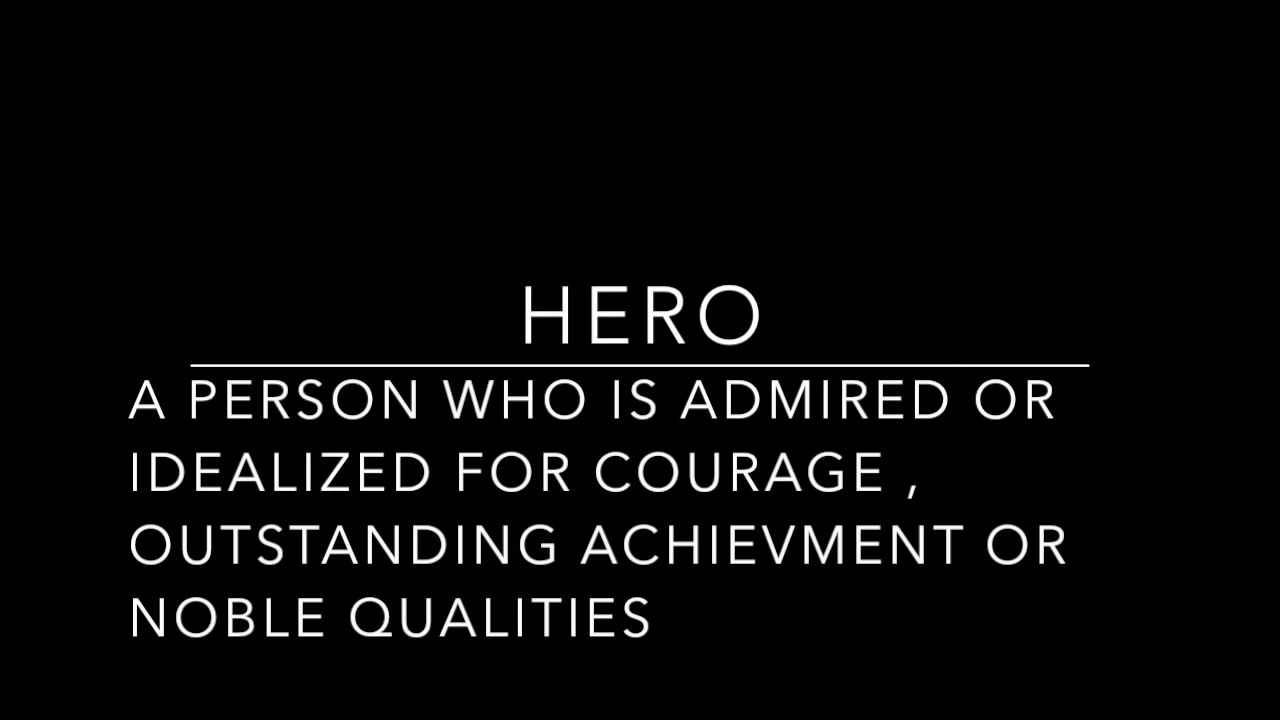 HERO
A PERSON WHO IS ADMIRED OR
IDEALIZED FOR COURAGE ,
OUTSTANDING ACHIEVMENT OR
NOBLE QUALITIES